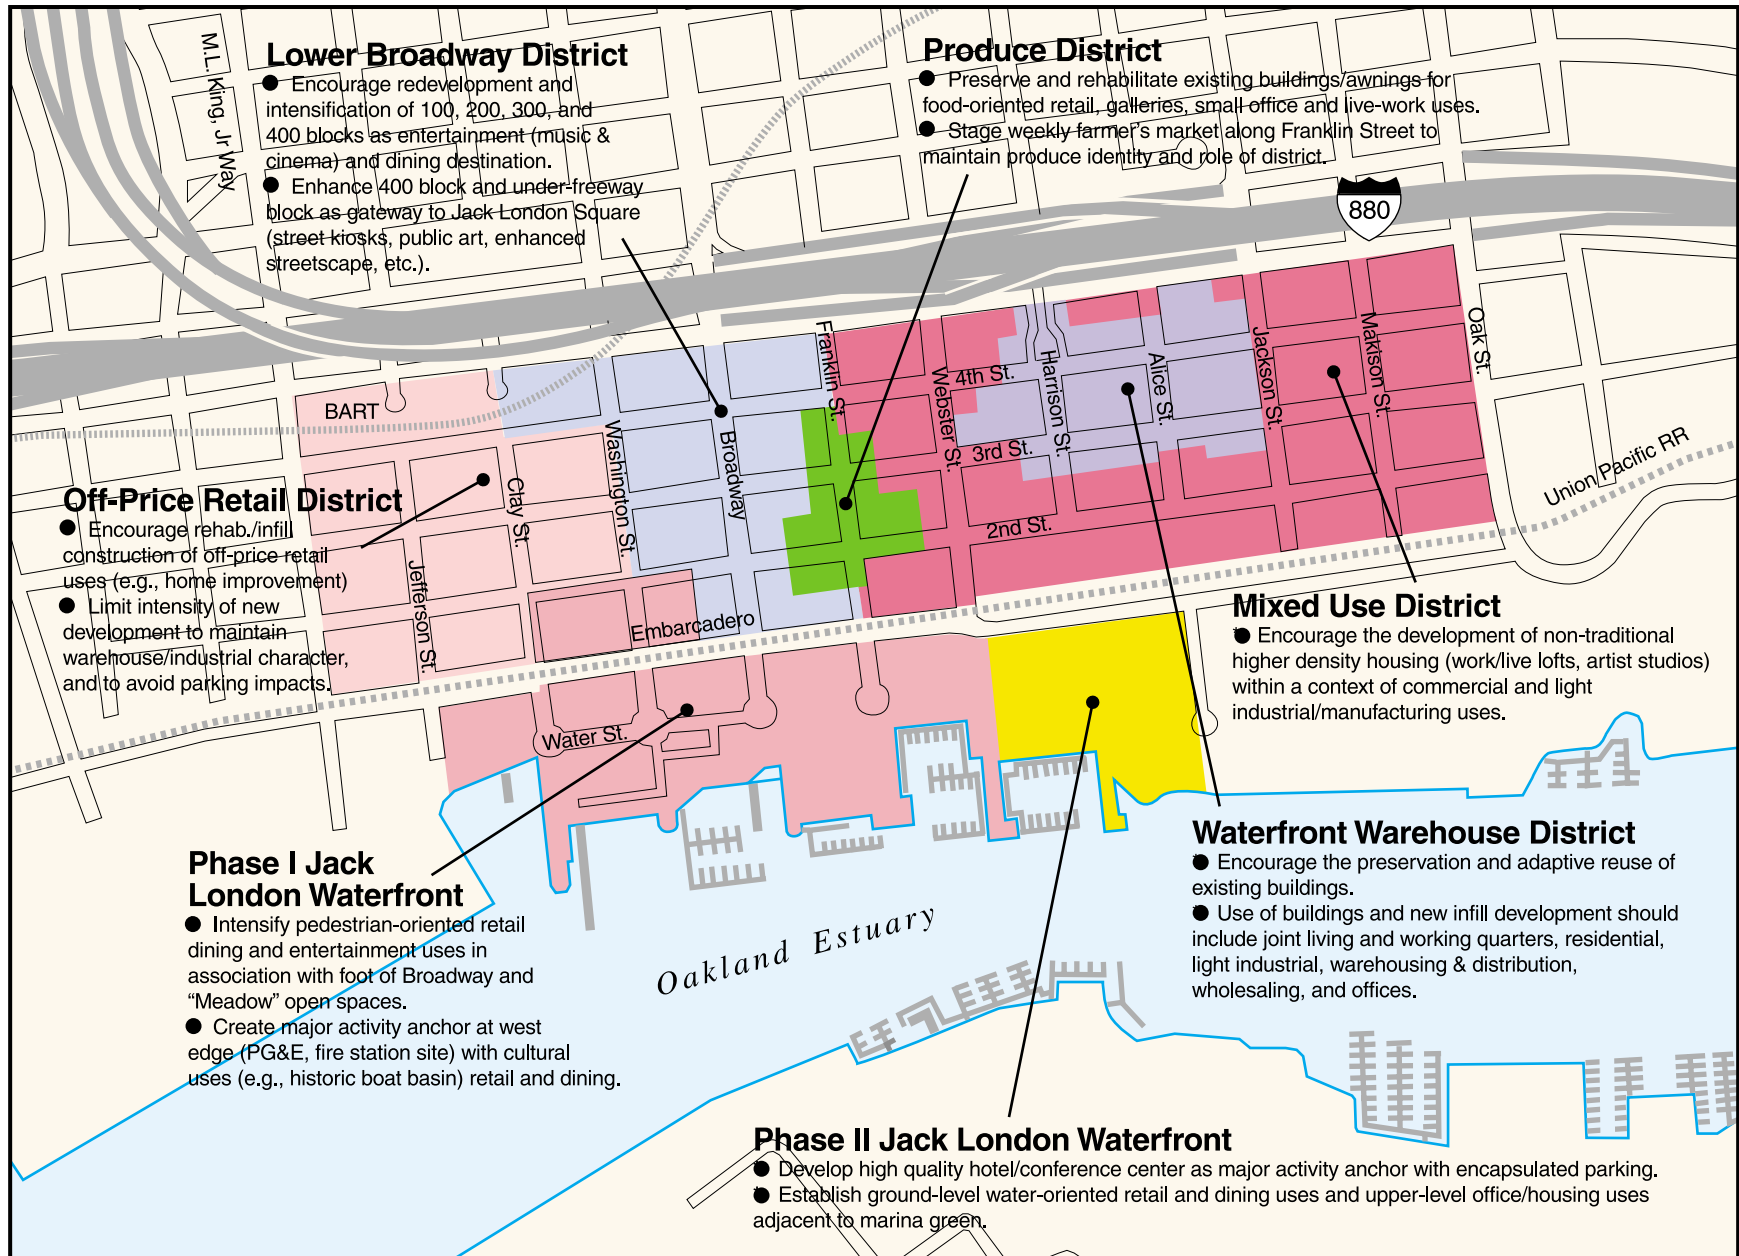 M.L. King, Jr Way
Lower Broadway District
● Encourage redevelopment and
intensification of 100, 200, 300, and
400 blocks as entertainment (music &
cinema) and dining destination.
● Enhance 400 block and under-freeway
block as gateway to Jack London Square
(street kiosks, public art, enhanced
streetscape, etc.).
Produce District
● Preserve and rehabilitate existing buildings/awnings for
food-oriented retail, galleries, small office and live-work uses.
● Stage weekly farmer's market along Franklin Street to
maintain produce identity and role of district.
880
BART
Franklin St.
Webster St.
4th St.
Harrison St.
Alice St.
Jackson St.
Makison St.
Oak St.
3rd St.
2nd St.
Union Pacific RR
Broadway
Washington St.
Clay St.
Jefferson St.
Embarcadero
Water St.
Off-Price Retail District
● Encourage rehab./infill
construction of off-price retail
uses (e.g., home improvement)
● Limit intensity of new
development to maintain
warehouse/industrial character,
and to avoid parking impacts.
Mixed Use District
● Encourage the development of non-traditional
higher density housing (work/live lofts, artist studios)
within a context of commercial and light
industrial/manufacturing uses.
Waterfront Warehouse District
● Encourage the preservation and adaptive reuse of
existing buildings.
● Use of buildings and new infill development should
include joint living and working quarters, residential,
light industrial, warehousing & distribution,
wholesaling, and offices.
Phase I Jack
London Waterfront
● Intensify pedestrian-oriented retail
dining and entertainment uses in
association with foot of Broadway and
“Meadow” open spaces.
● Create major activity anchor at west
edge (PG&E, fire station site) with cultural
uses (e.g., historic boat basin) retail and dining.
Oakland Estuary
Phase II Jack London Waterfront
● Develop high quality hotel/conference center as major activity anchor with encapsulated parking.
● Establish ground-level water-oriented retail and dining uses and upper-level office/housing uses
adjacent to marina green.